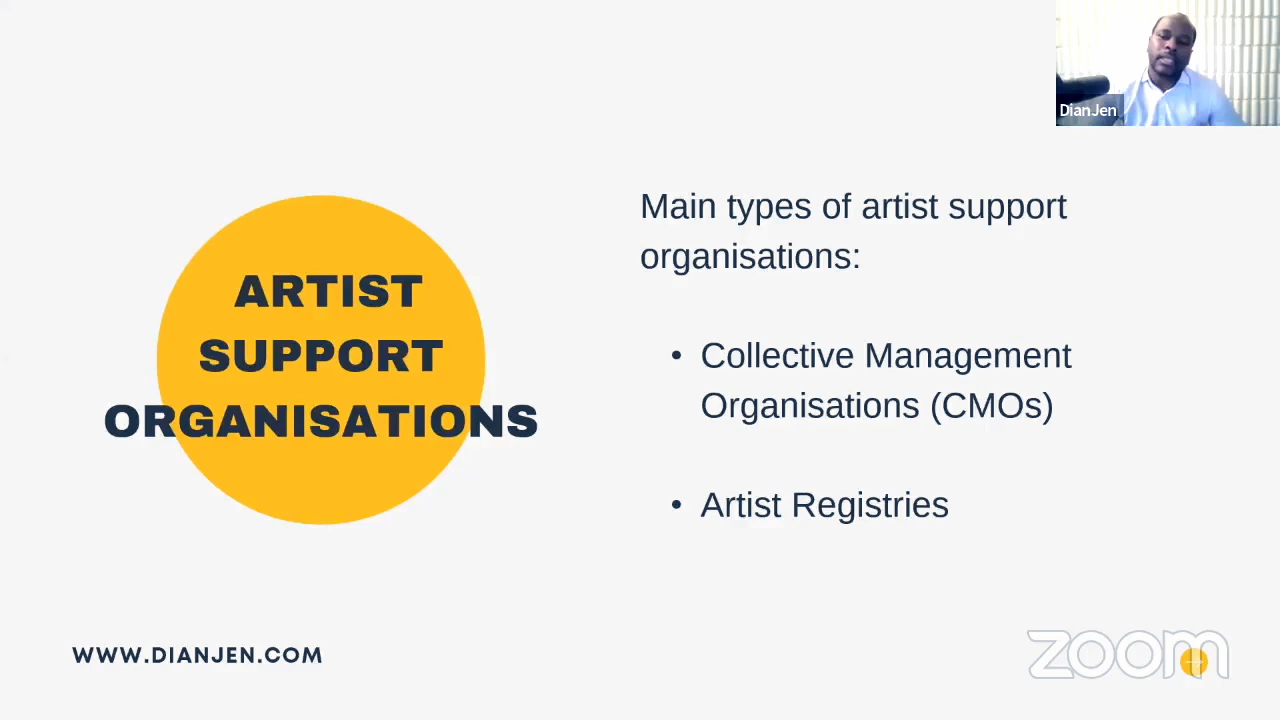 DianJen
ARTIST
SUPPORT
ORGANISATIONS
Main types of artist support
organisations:
• Collective Management
Organisations (CMOs)
• Artist Registries
WWW.DIANJEN.COM
zoom